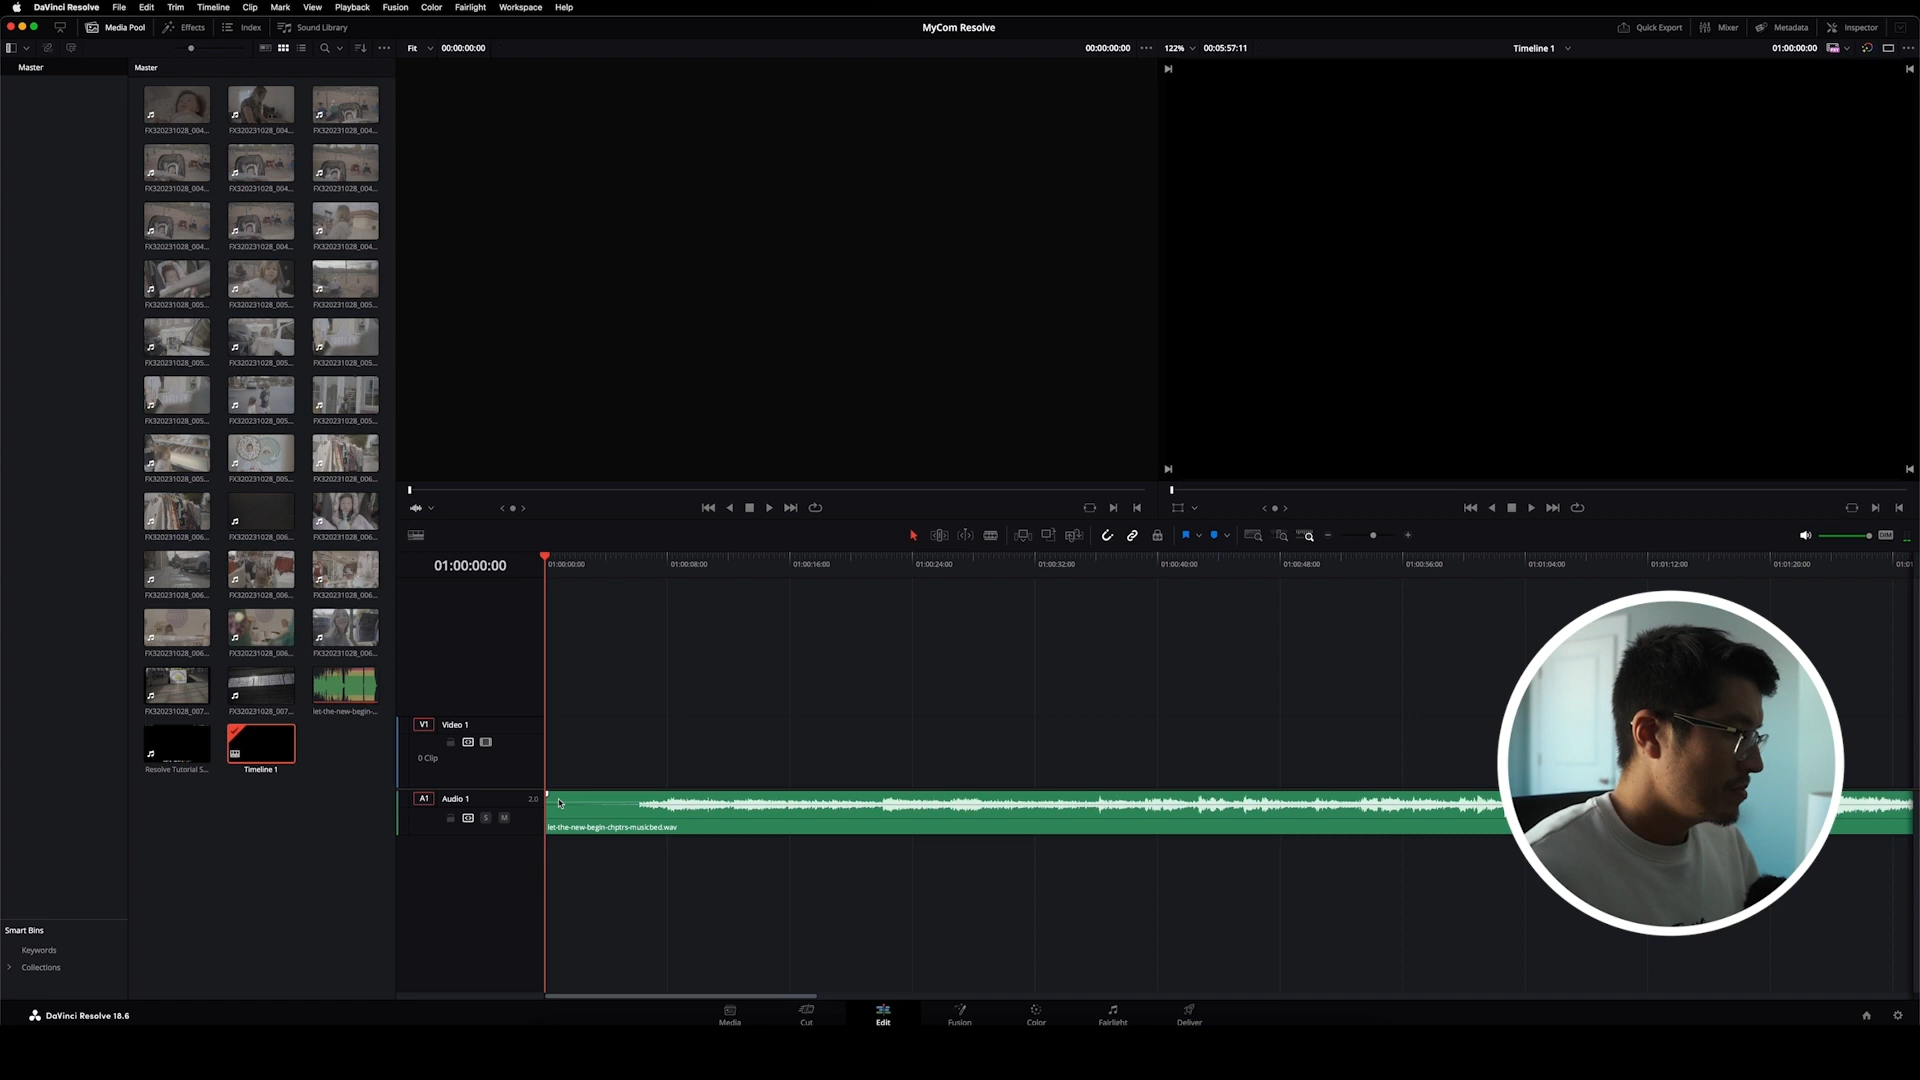 DaVinci Resolve File Edit Trim Timeline Clip Mark View Playback Fusion Color Fairlight Workspace Help
Media Pool Effects Index Sound Library MyCom Resolve Quick Export Mixer Metadata Inspector
Fit 00:00:00:00 00:00:00:00 122% 00:05:57:11 Timeline 1 01:00:00:00
Master Master
FX320231028_004... FX320231028_004... FX320231028_004...
FX320231028_004... FX320231028_004... FX320231028_004...
FX320231028_004... FX320231028_004... FX320231028_005...
FX320231028_005... FX320231028_005... FX320231028_005...
FX320231028_005... FX320231028_005... FX320231028_005...
FX320231028_005... FX320231028_005... FX320231028_005...
FX320231028_005... FX320231028_005... FX320231028_006...
FX320231028_006... FX320231028_006... FX320231028_006...
FX320231028_006... FX320231028_006... FX320231028_006...
FX320231028_006... FX320231028_006... FX320231028_006...
FX320231028_007... FX320231028_007... let-the-new-begin-...
Resolve Tutorial S... Timeline 1
DIM
01:00:00:00
01:00:00:00 01:00:08:00 01:00:16:00 01:00:24:00 01:00:32:00 01:00:40:00 01:00:48:00 01:00:56:00 01:01:04:00 01:01:12:00 01:01:20:00 01:01
V1 Video 1
0 Clip
A1 Audio 1 2.0
S M
let-the-new-begin-chptrs-musicbed.wav
Smart Bins
Keywords
Collections
DaVinci Resolve 18.6
Media Cut Edit Fusion Color Fairlight Deliver